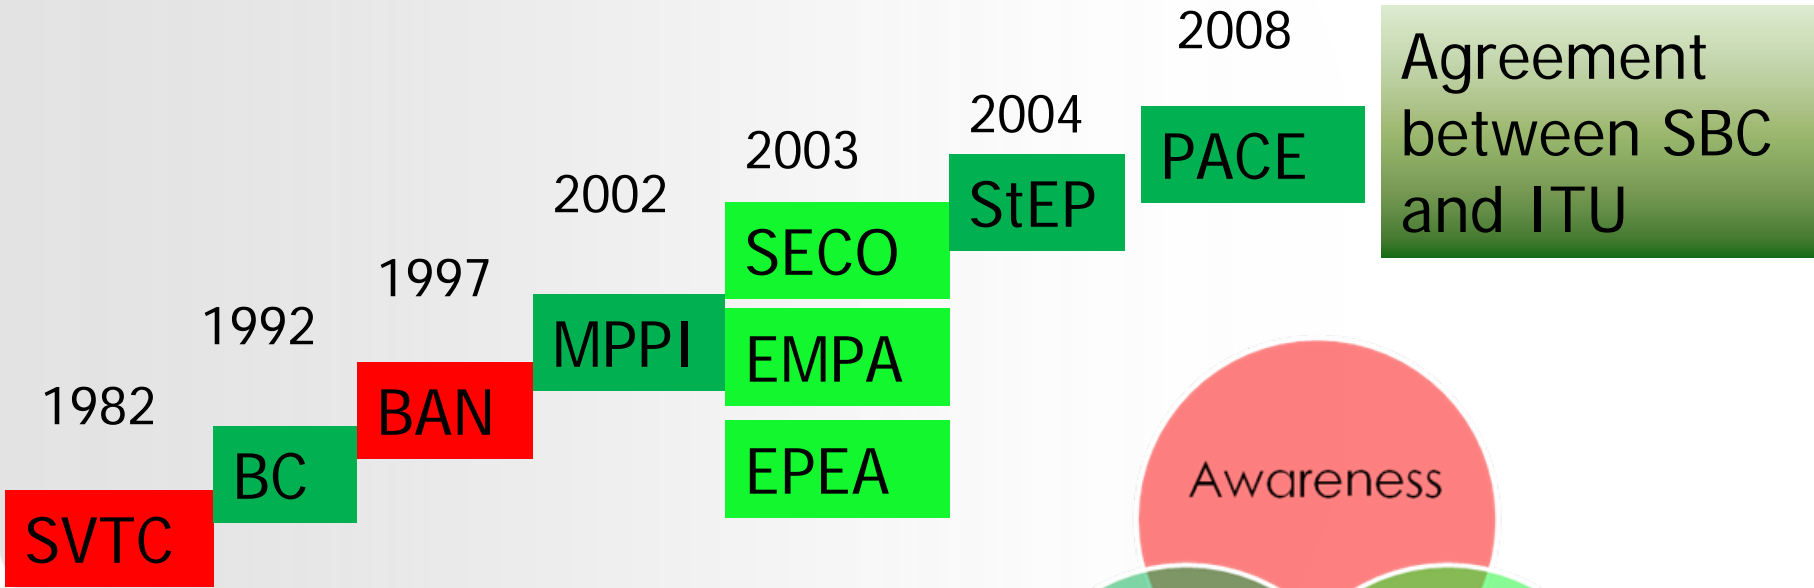 2008
Agreement
between SBC
and ITU
2004
PACE
2003
StEP
2002
SECO
1997
MPPI
EMPA
1992
BAN
1982
EPEA
BC
Awareness
SVTC